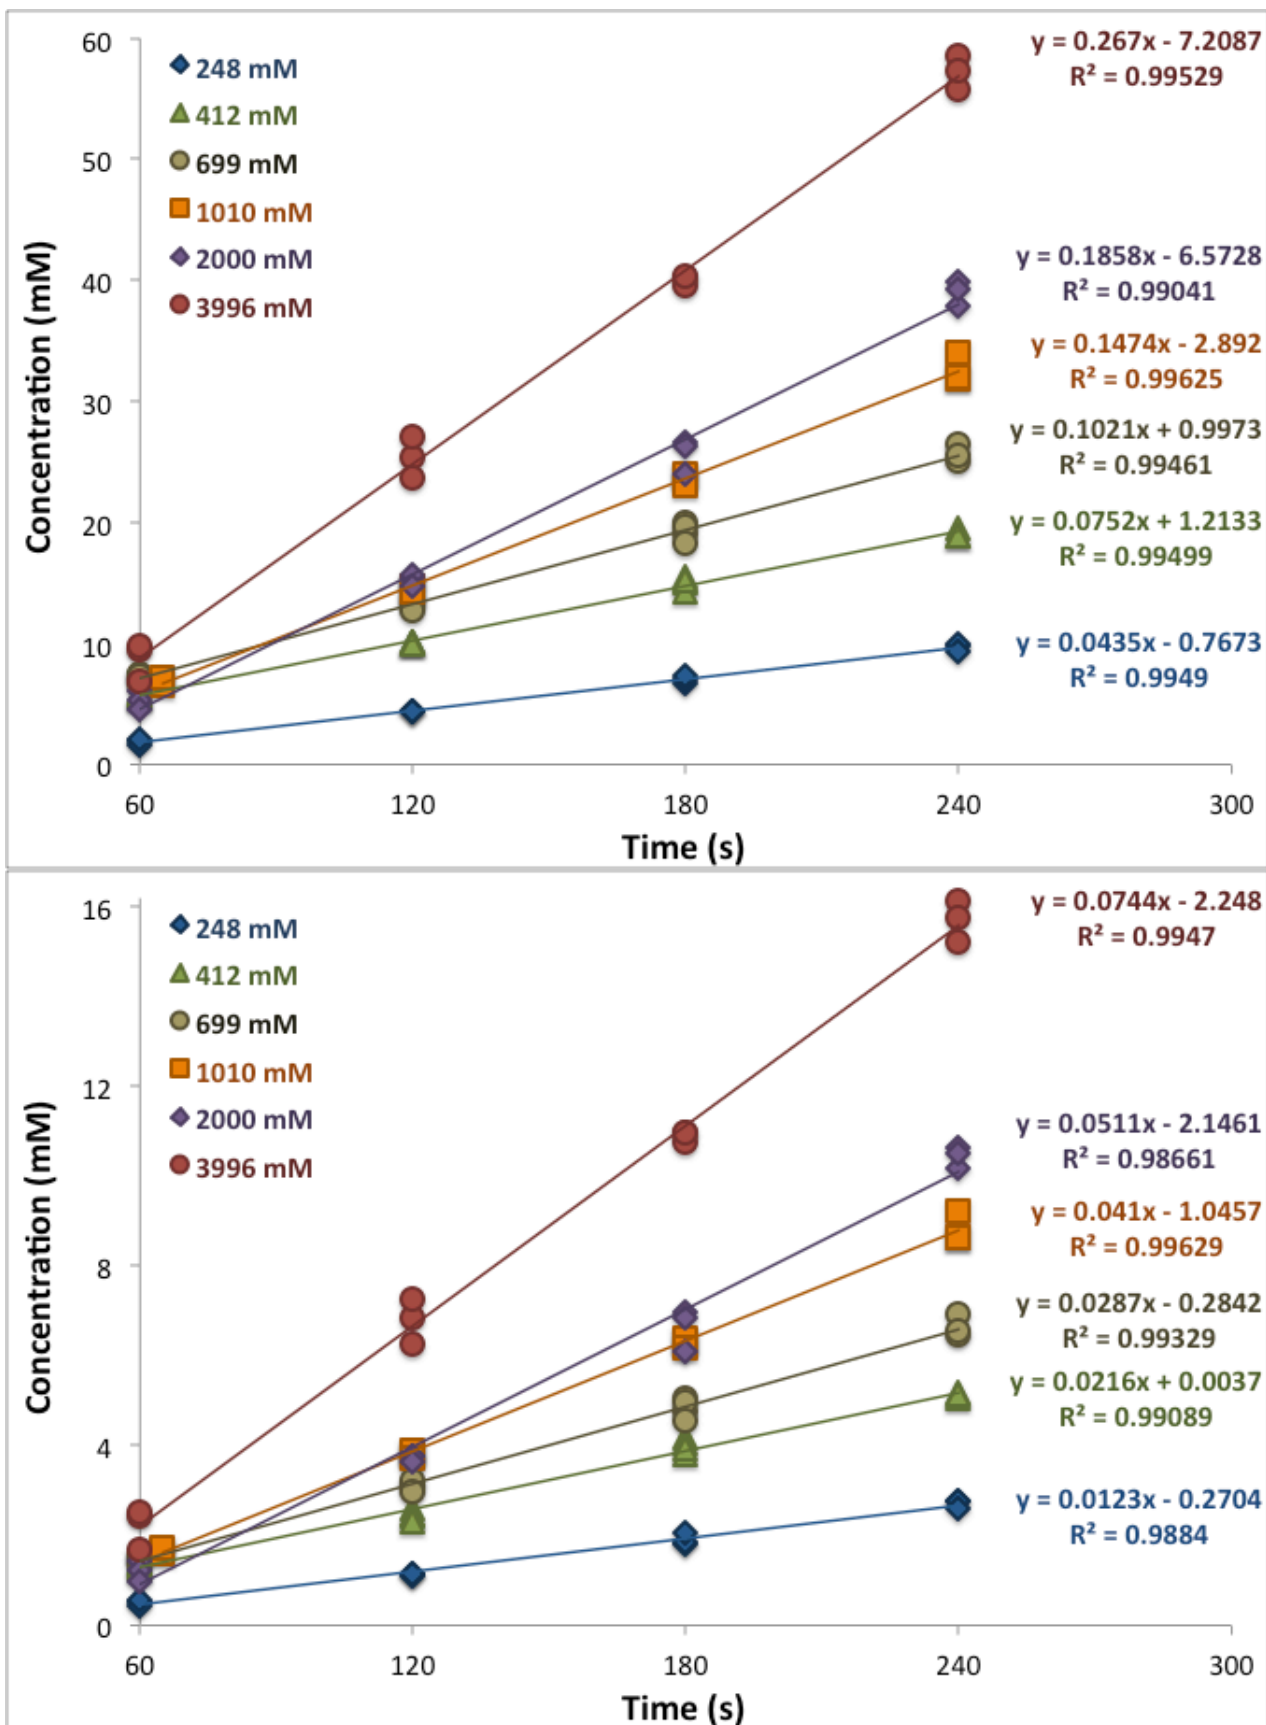 60
50
40
30
20
10
0
Concentration (mM)
248 mM
412 mM
699 mM
1010 mM
2000 mM
3996 mM
y = 0.267x - 7.2087
R² = 0.99529
y = 0.1858x - 6.5728
R² = 0.99041
y = 0.1474x - 2.892
R² = 0.99625
y = 0.1021x + 0.9973
R² = 0.99461
y = 0.0752x + 1.2133
R² = 0.99499
y = 0.0435x - 0.7673
R² = 0.9949
60 120 180 240 300
Time (s)
16
12
8
4
0
Concentration (mM)
248 mM
412 mM
699 mM
1010 mM
2000 mM
3996 mM
y = 0.0744x - 2.248
R² = 0.9947
y = 0.0511x - 2.1461
R² = 0.98661
y = 0.041x - 1.0457
R² = 0.99629
y = 0.0287x - 0.2842
R² = 0.99329
y = 0.0216x + 0.0037
R² = 0.99089
y = 0.0123x - 0.2704
R² = 0.9884
60 120 180 240 300
Time (s)